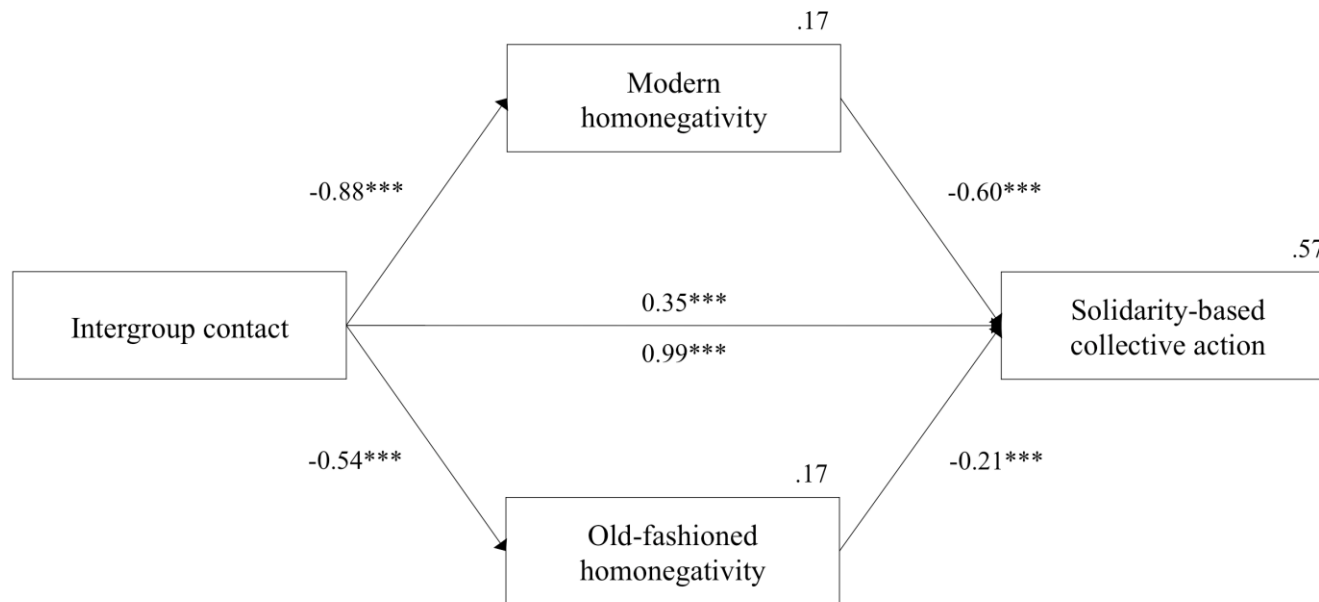 .17
Modern
homonegativity
-0.88***
-0.60***
.57
Intergroup contact
0.35***
0.99***
Solidarity-based
collective action
-0.54***
-0.21***
.17
Old-fashioned
homonegativity